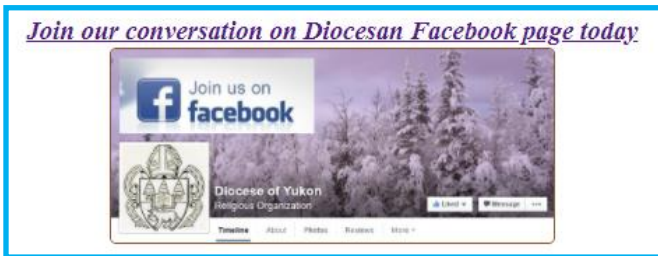 Join our conversation on Diocesan Facebook page today
Join us on
facebook
Diocese of Yukon
Religious Organization
Liked Message
Timeline About Photos Reviews More